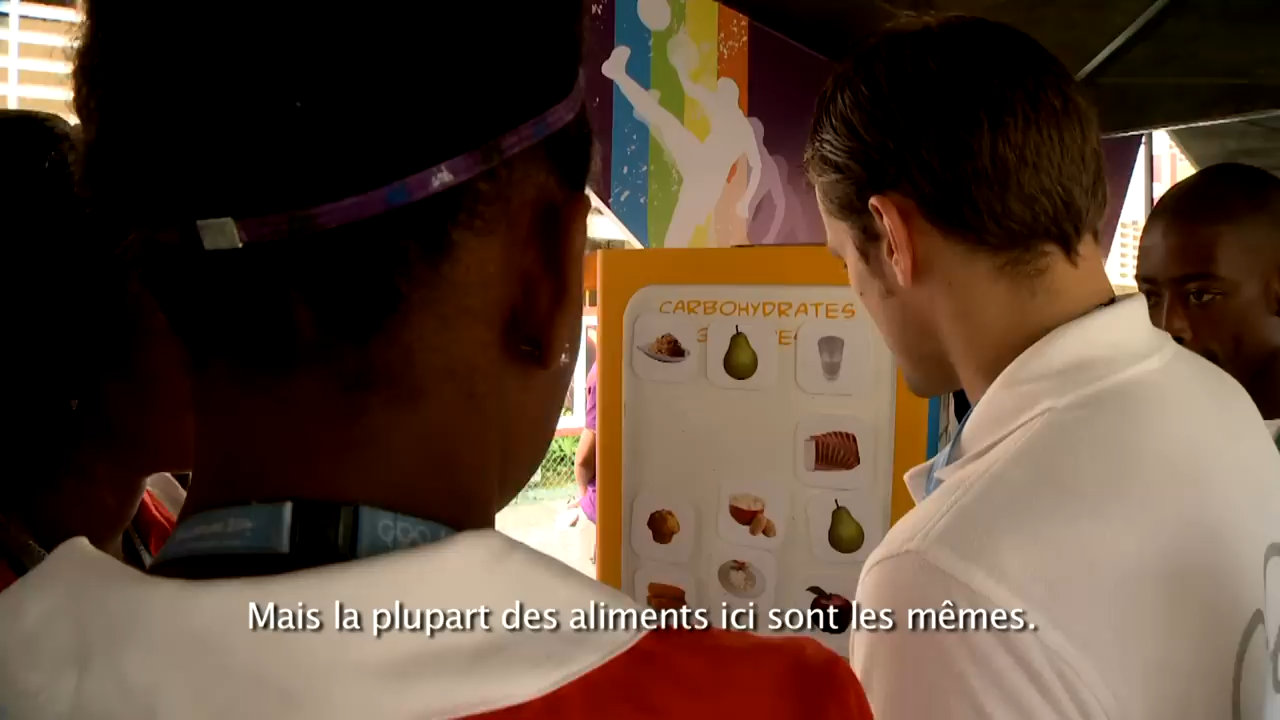 CARBOHYDRATES
Mais la plupart des aliments ici sont les mêmes.